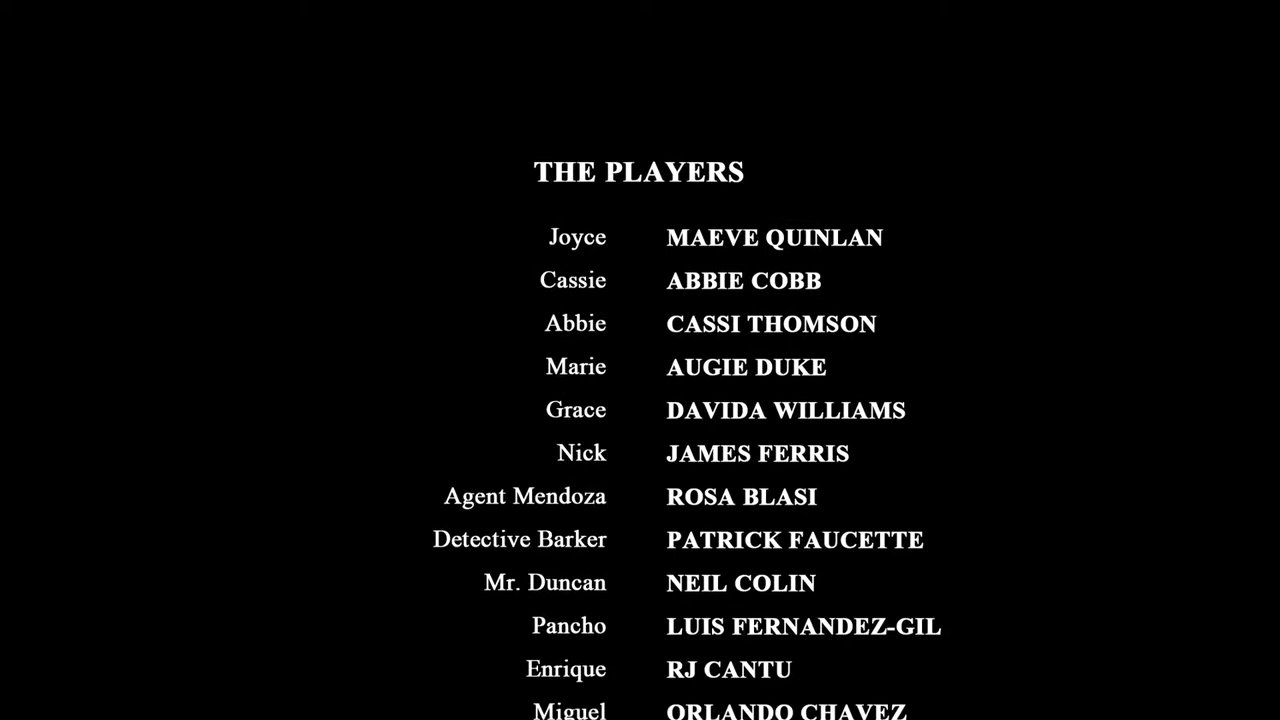 THE PLAYERS
Joyce MAEVE QUINLAN
Cassie ABBIE COBB
Abbie CASSI THOMSON
Marie AUGIE DUKE
Grace DAVIDA WILLIAMS
Nick JAMES FERRIS
Agent Mendoza ROSA BLASI
Detective Barker PATRICK FAUCETTE
Mr. Duncan NEIL COLIN
Pancho LUIS FERNANDEZ-GIL
Enrique RJ CANTU
Miguel ORLANDO CHAVEZ